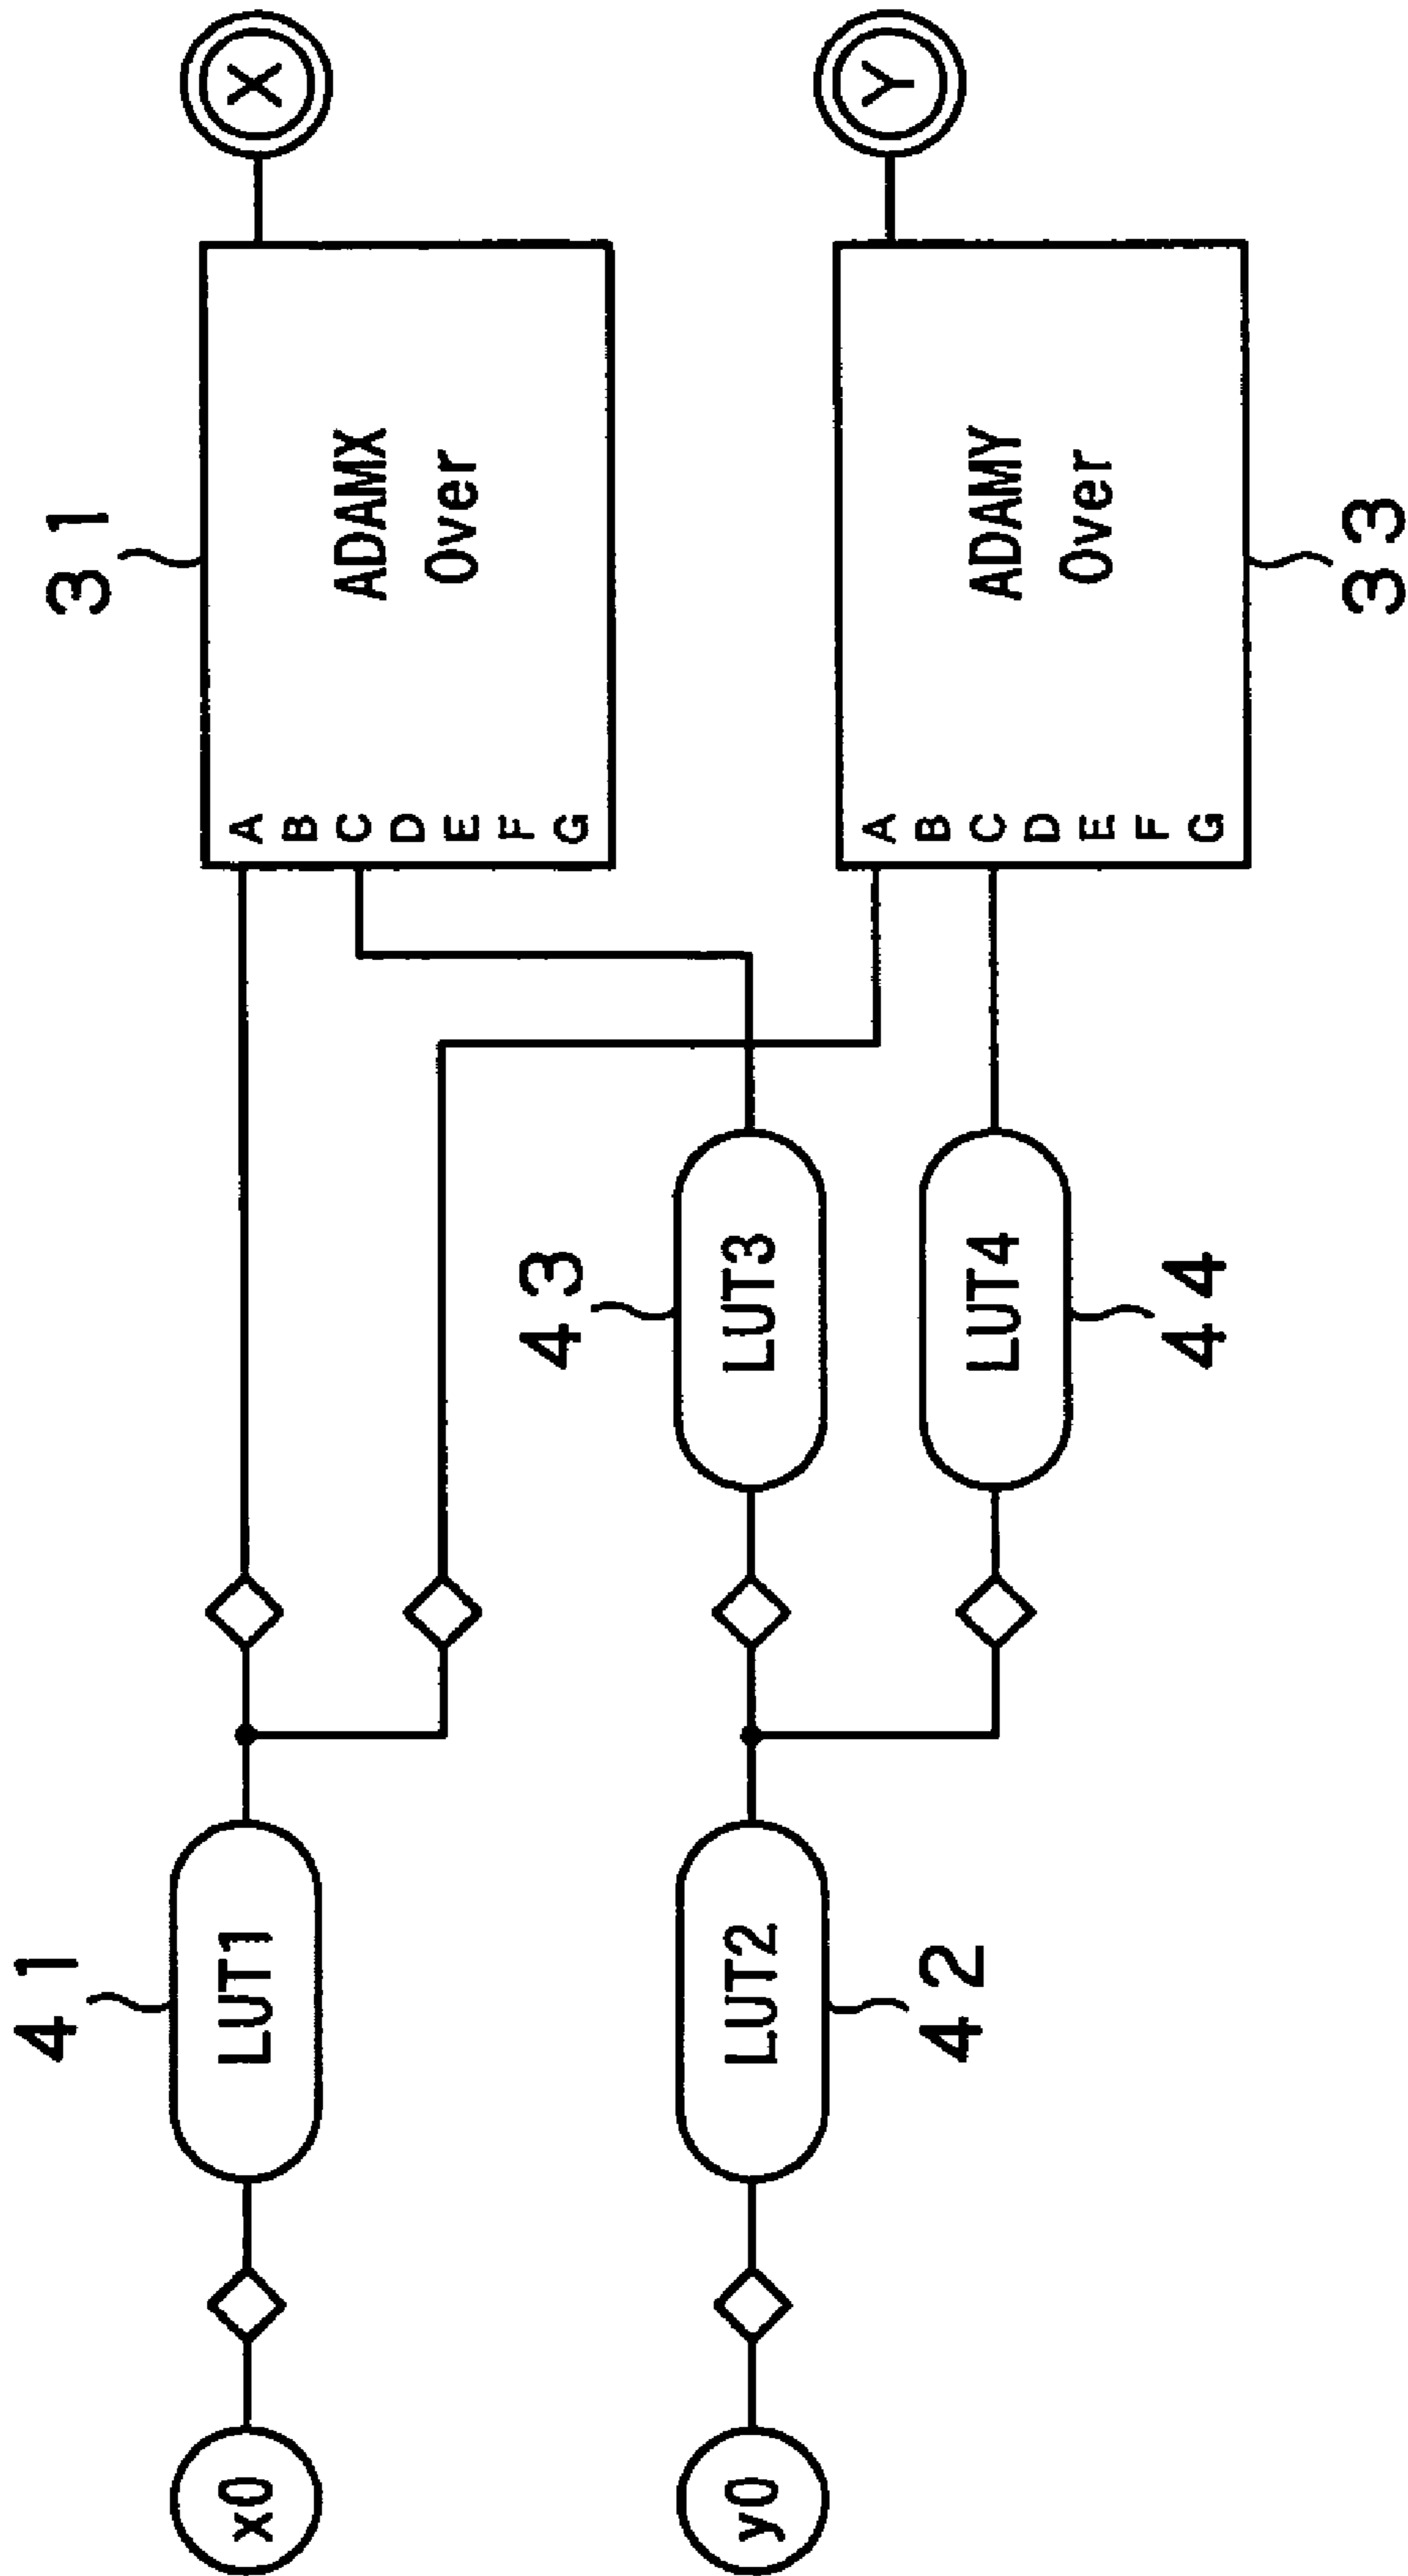 x0
41
LUT1
31
A
B
C
D
E
F
G
ADAMX
Over
X
y0
LUT2
42
43
LUT3
LUT4
44
A
B
C
D
E
F
G
ADAMY
Over
33
Y